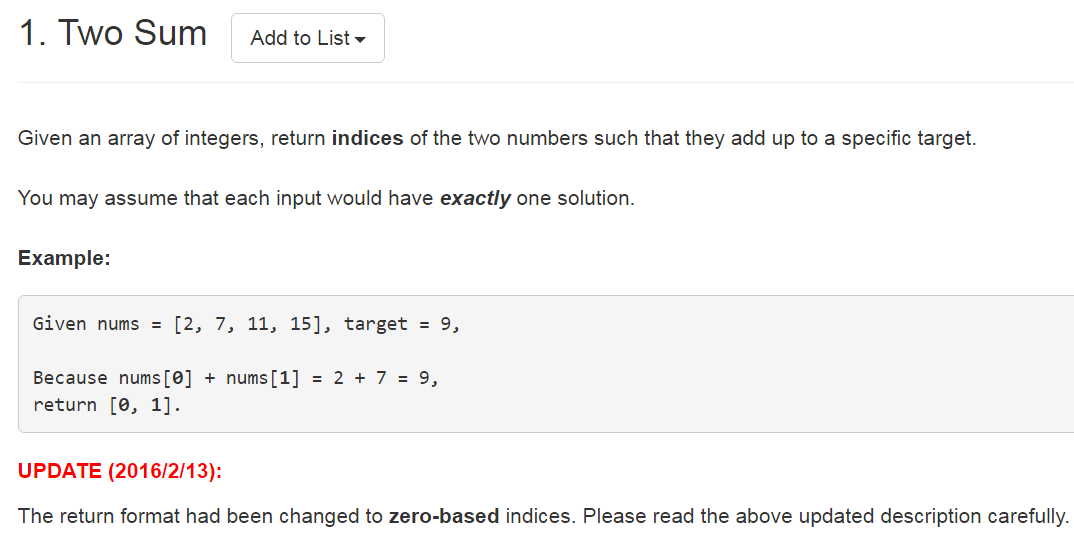 1. Two Sum Add to List
Given an array of integers, return indices of the two numbers such that they add up to a specific target.
You may assume that each input would have exactly one solution.
Example:
Given nums = [2, 7, 11, 15], target = 9,
Because nums[0] + nums[1] = 2 + 7 = 9,
return [0, 1].
UPDATE (2016/2/13):
The return format had been changed to zero-based indices. Please read the above updated description carefully.